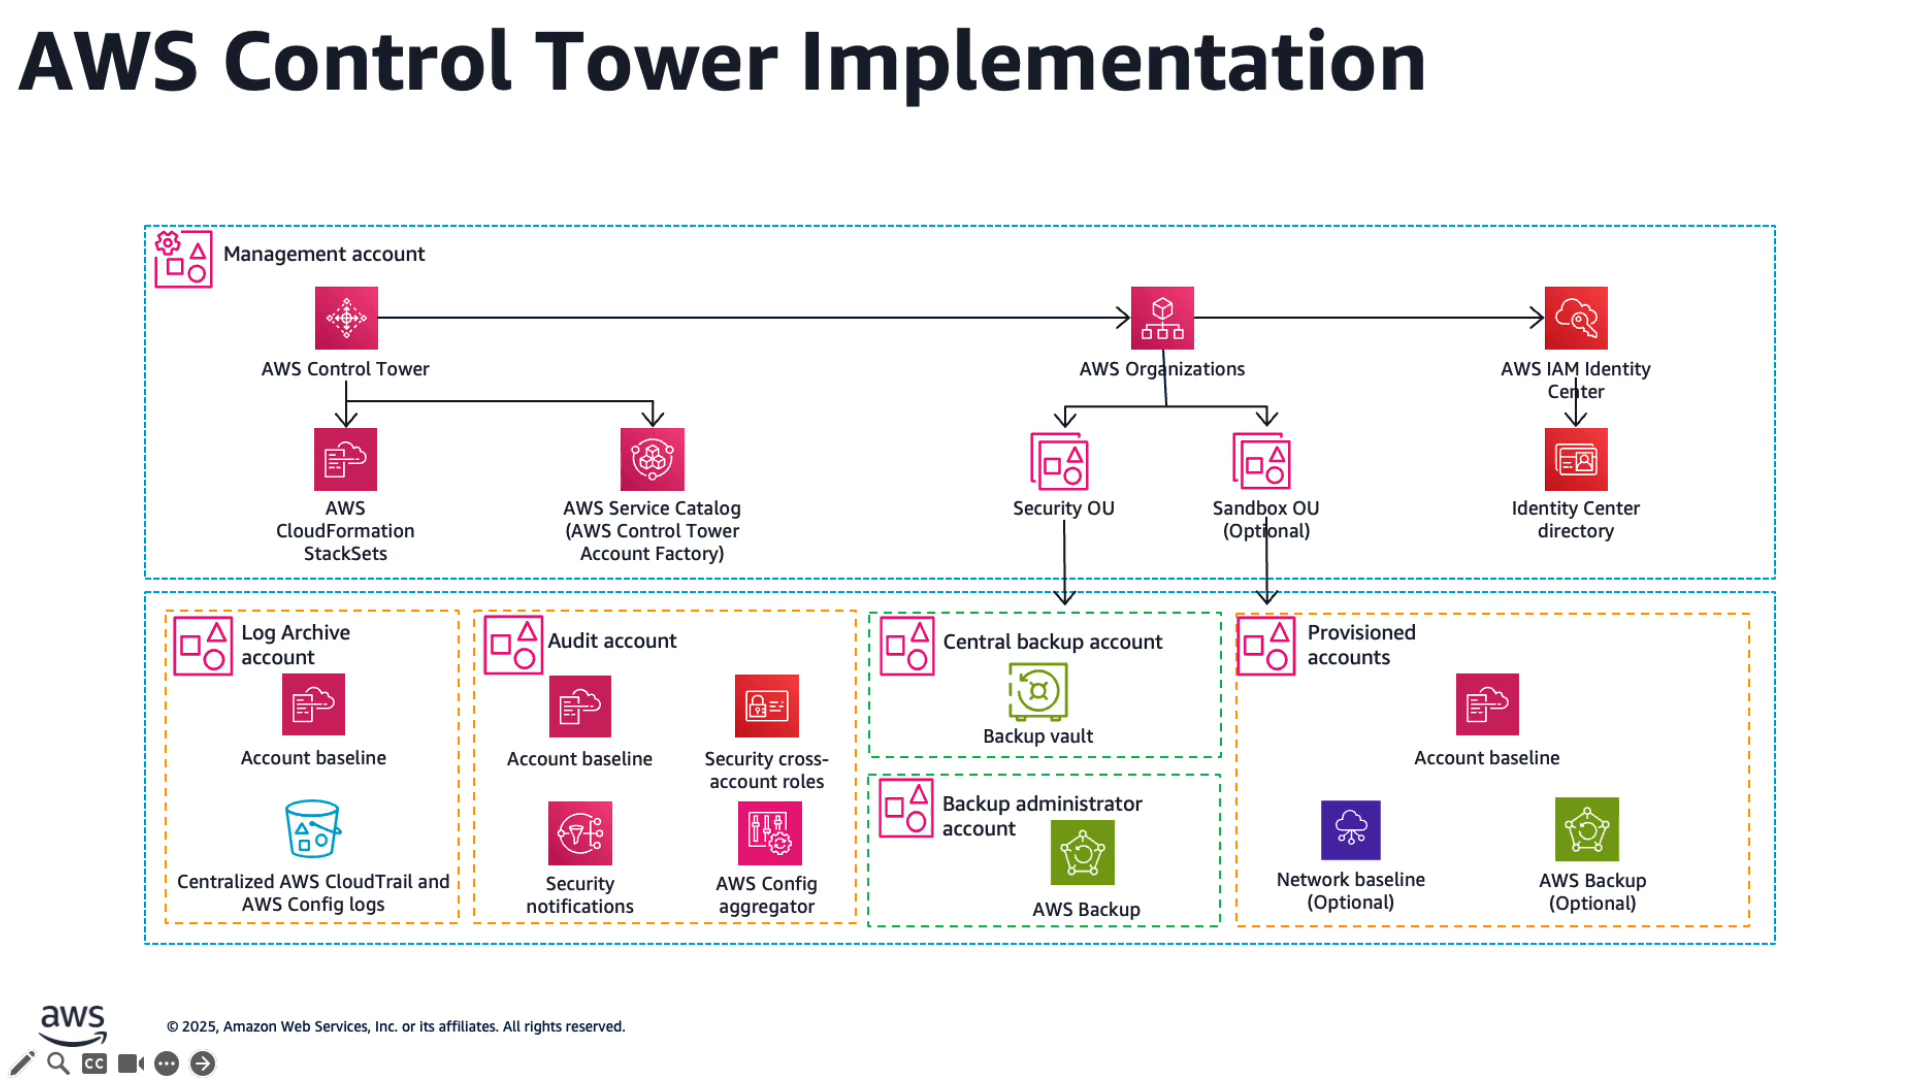 AWS Control Tower Implementation
Management account
AWS Control Tower
AWS Organizations
AWS IAM Identity
Center
AWS
CloudFormation
StackSets
AWS Service Catalog
(AWS Control Tower
Account Factory)
Security OU
Sandbox OU
(Optional)
Identity Center
directory
Log Archive
account
Account baseline
Centralized AWS CloudTrail and
AWS Config logs
Audit account
Account baseline
Security cross-
account roles
Security
notifications
AWS Config
aggregator
Central backup account
Backup vault
Backup administrator
account
AWS Backup
Provisioned
accounts
Account baseline
Network baseline
(Optional)
AWS Backup
(Optional)
aws
© 2025, Amazon Web Services, Inc. or its affiliates. All rights reserved.
CC